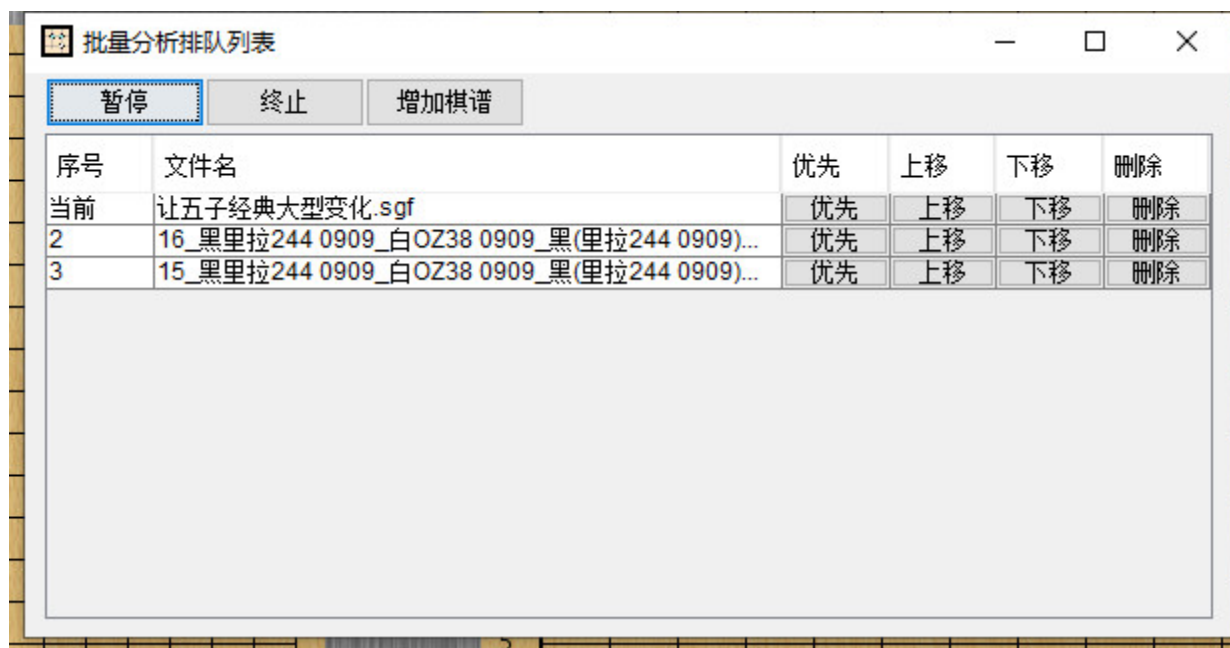 批量分析排队列表
暂停 终止 增加棋谱
序号 文件名 优先 上移 下移 删除
当前 让五子经典大型变化.sgf 优先 上移 下移 删除
2 16_黑里拉244 0909_白OZ38 0909_黑(里拉244 0909)... 优先 上移 下移 删除
3 15_黑里拉244 0909_白OZ38 0909_黑(里拉244 0909)... 优先 上移 下移 删除